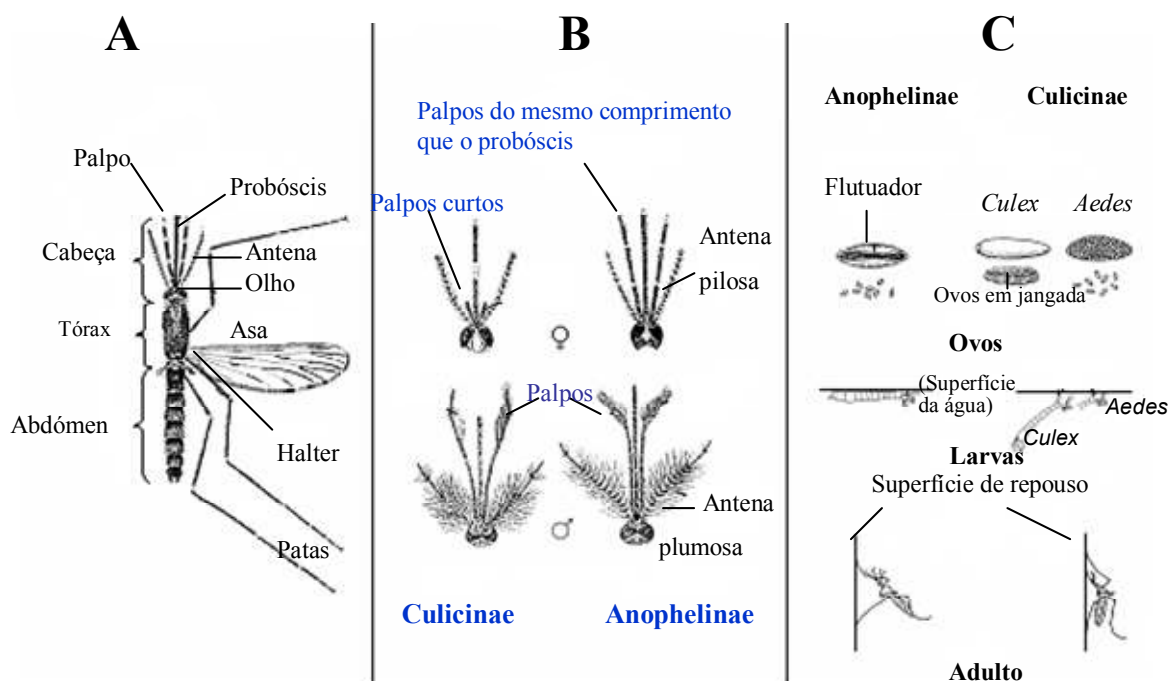 A
Palpo
Probóscis
Cabeça
Antena
Olho
Tórax
Asa
Abdómen
Halter
Patas
B
Palpos do mesmo comprimento
que o probóscis
Palpos curtos
Antena
pilosa
♀
Palpos
Antena
plumosa
♂
Culicinae
Anophelinae
C
Anophelinae
Culicinae
Flutuador
Culex
Aedes
Ovos em jangada
Ovos
(Superfície
da água)
Aedes
Culex
Larvas
Superfície de repouso
Adulto